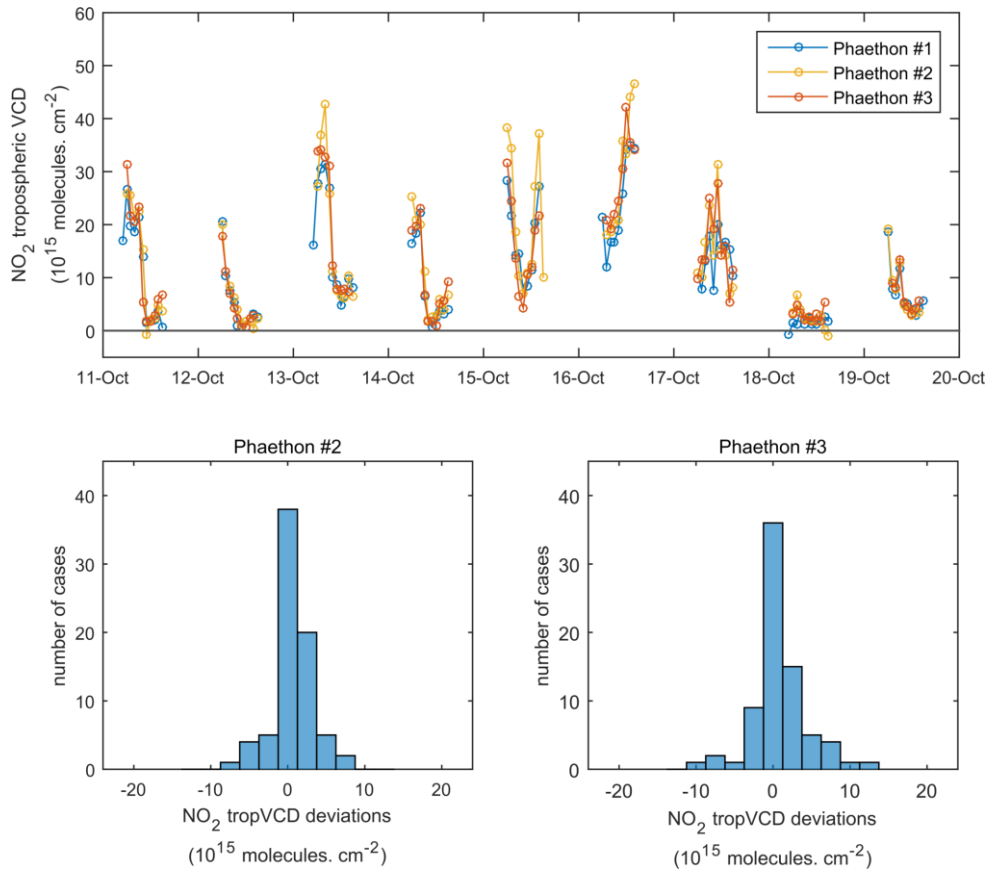 NO2 tropospheric VCD
(10^15 molecules. cm^-2)
60
50
40
30
20
10
0
11-Oct 12-Oct 13-Oct 14-Oct 15-Oct 16-Oct 17-Oct 18-Oct 19-Oct 20-Oct
Phaethon #1
Phaethon #2
Phaethon #3
Phaethon #2
number of cases
40
30
20
10
0
-20 -10 0 10 20
NO2 tropVCD deviations
(10^15 molecules. cm^-2)
Phaethon #3
number of cases
40
30
20
10
0
-20 -10 0 10 20
NO2 tropVCD deviations
(10^15 molecules. cm^-2)